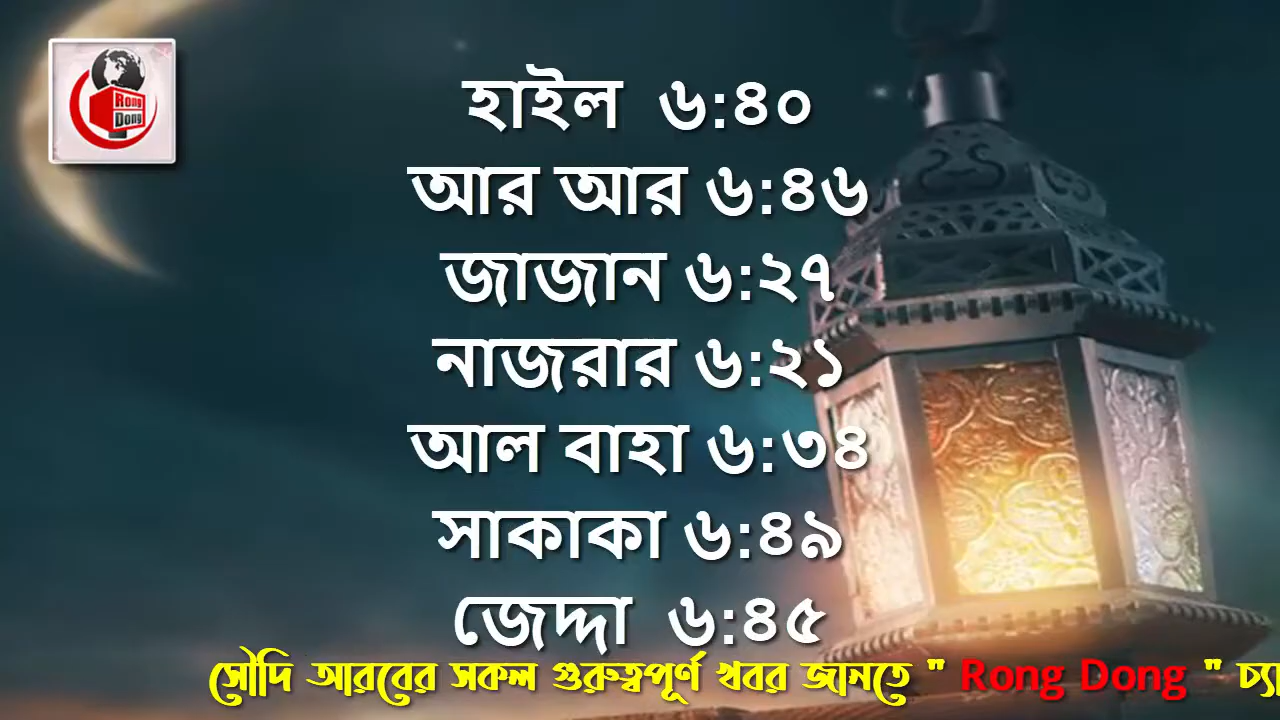 Rong
Dong
হাইল ৬:৪০
আর আর ৬:৪৬
জাজান ৬:২৭
নাজরার ৬:২১
আল বাহা ৬:৩৪
সাকাকা ৬:৪৯
জেদ্দা ৬:৪৫
সৌদি আরবের সকল গুরুত্বপূর্ণ খবর জানতে " Rong Dong " চ্যা